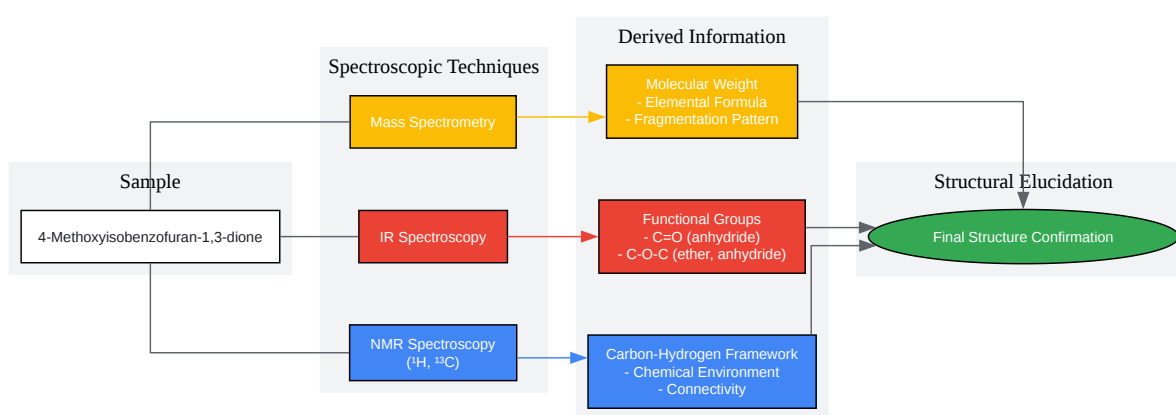 Sample
4-Methoxyisobenzofuran-1,3-dione
Spectroscopic Techniques
Mass Spectrometry
IR Spectroscopy
NMR Spectroscopy
(¹H, ¹³C)
Derived Information
Molecular Weight
- Elemental Formula
- Fragmentation Pattern
Functional Groups
- C=O (anhydride)
- C-O-C (ether, anhydride)
Carbon-Hydrogen Framework
- Chemical Environment
- Connectivity
Structural Elucidation
Final Structure Confirmation